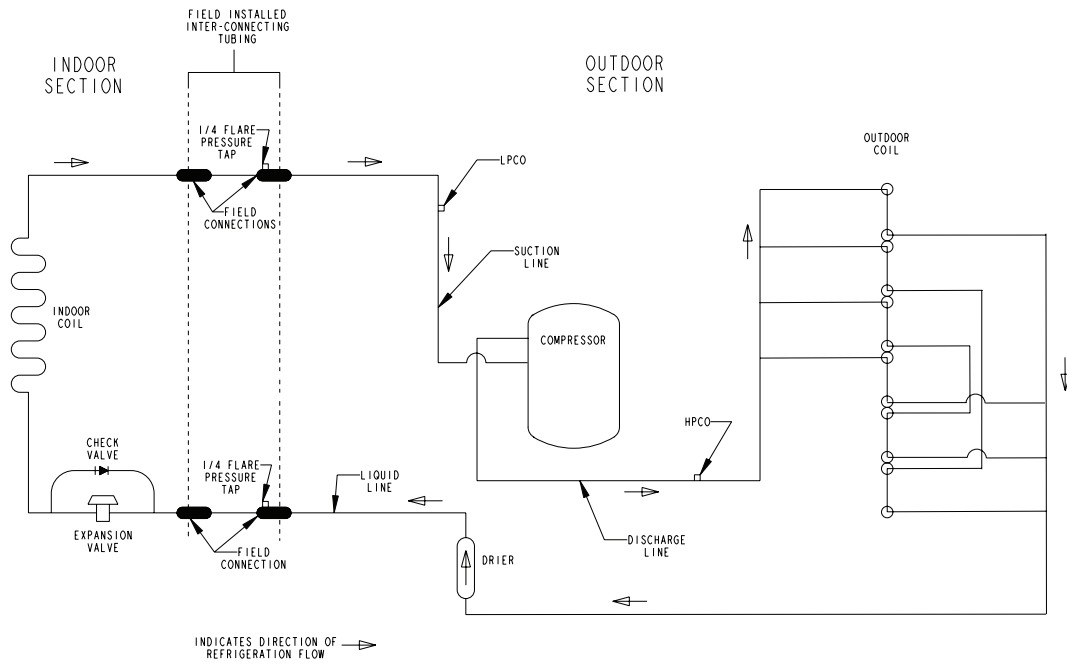 FIELD INSTALLED
INTER-CONNECTING
TUBING
INDOOR
SECTION
OUTDOOR
SECTION
1/4 FLARE
PRESSURE
TAP
OUTDOOR
COIL
LPCO
FIELD
CONNECTIONS
SUCTION
LINE
INDOOR
COIL
COMPRESSOR
HPCO
CHECK
VALVE
1/4 FLARE
PRESSURE
TAP
LIQUID
LINE
EXPANSION
VALVE
FIELD
CONNECTION
DISCHARGE
LINE
DRIER
INDICATES DIRECTION OF
REFRIGERATION FLOW